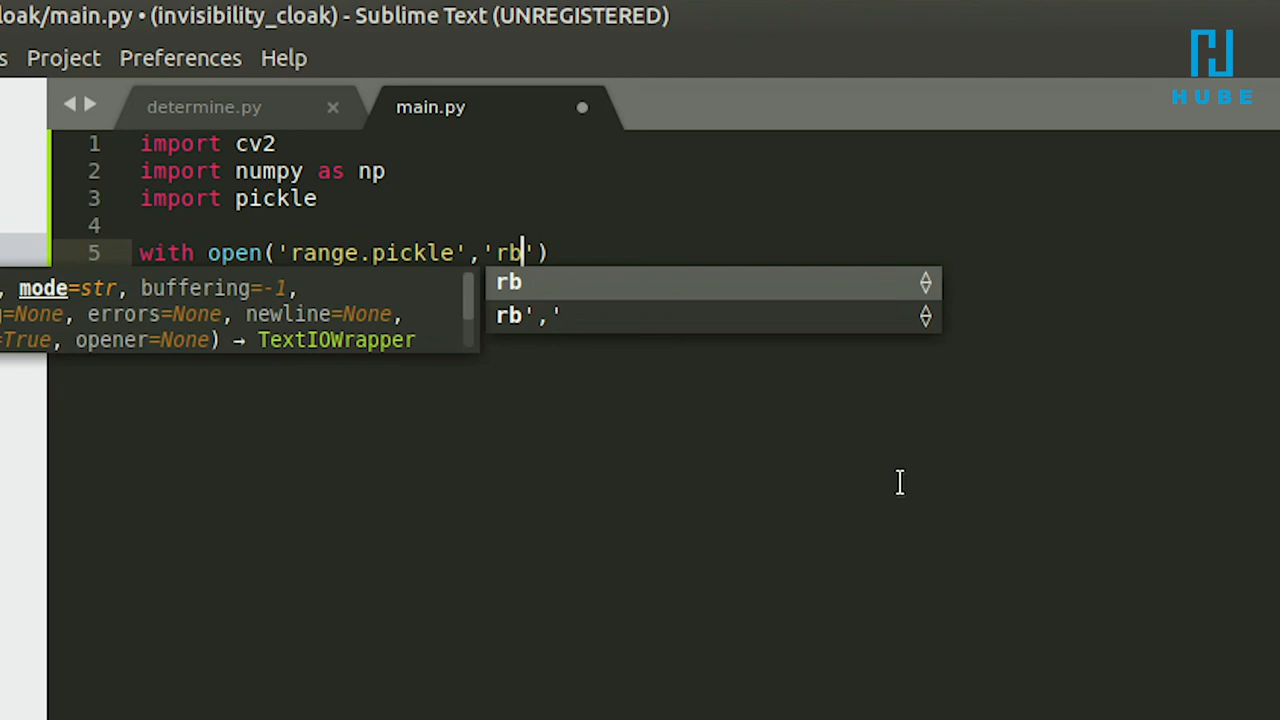 loak/main.py • (invisibility_cloak) - Sublime Text (UNREGISTERED)
s Project Preferences Help
HUBE
determine.py ×
main.py
1 import cv2
2 import numpy as np
3 import pickle
4
5 with open('range.pickle','rb')
, mode=str, buffering=-1,
g=None, errors=None, newline=None,
=True, opener=None) → TextIOWrapper
rb
rb','